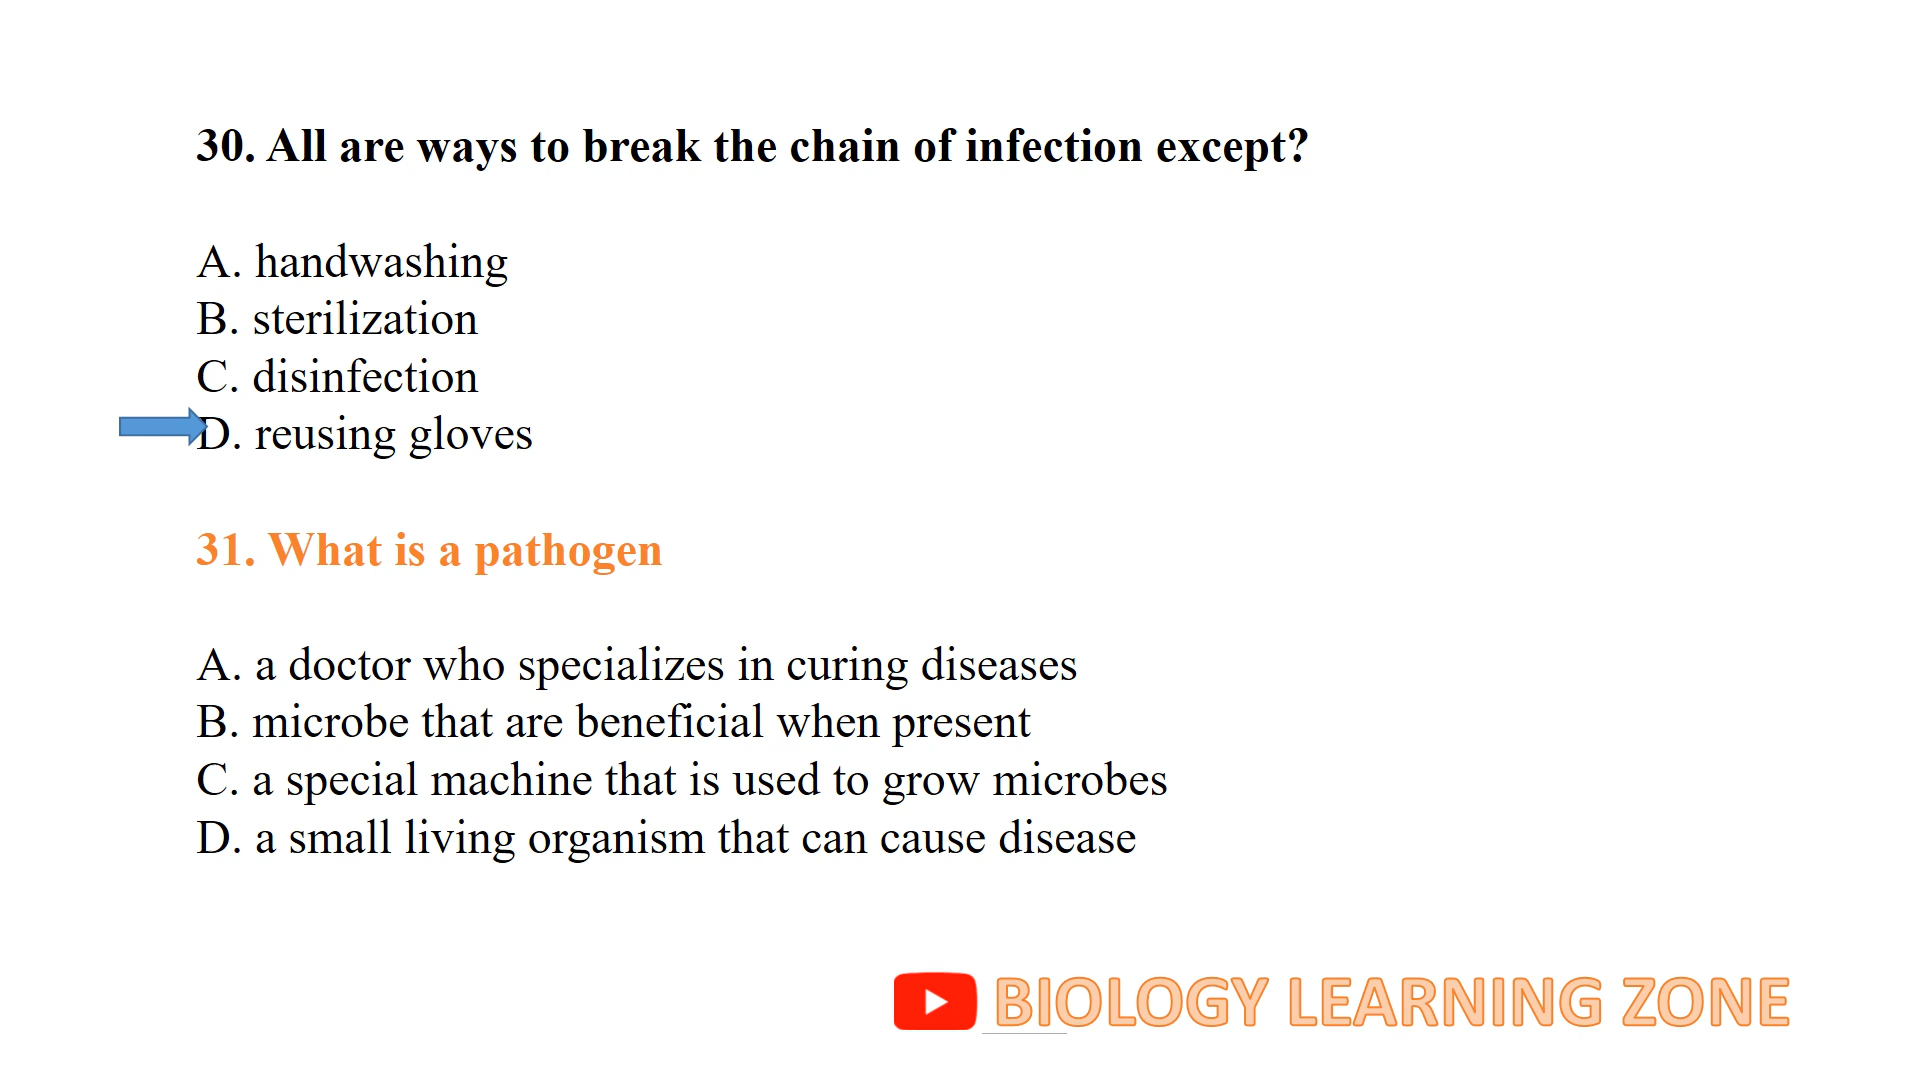 30. All are ways to break the chain of infection except?
A. handwashing
B. sterilization
C. disinfection
D. reusing gloves
31. What is a pathogen
A. a doctor who specializes in curing diseases
B. microbe that are beneficial when present
C. a special machine that is used to grow microbes
D. a small living organism that can cause disease
BIOLOGY LEARNING ZONE